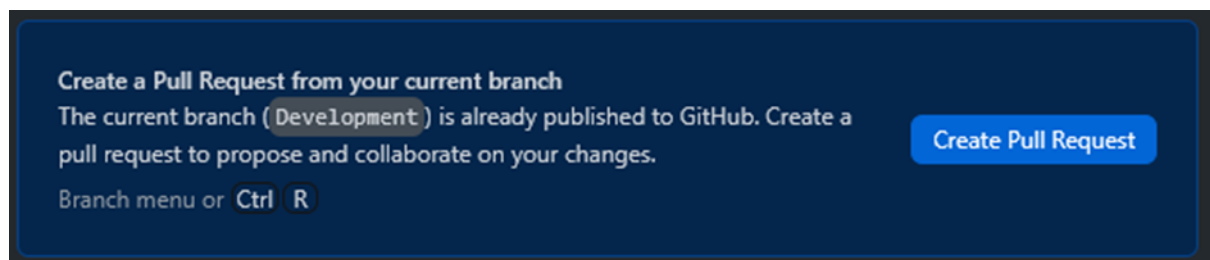 Create a Pull Request from your current branch
The current branch (Development) is already published to GitHub. Create a
pull request to propose and collaborate on your changes.
Create Pull Request
Branch menu or Ctrl R